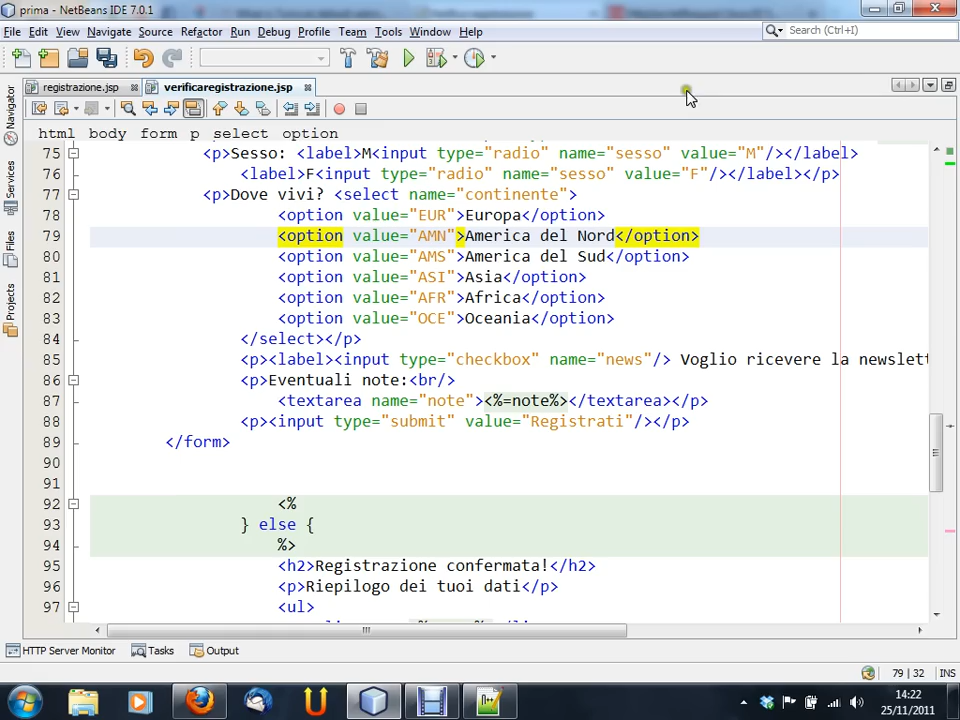 prima - NetBeans IDE 7.0.1
File Edit View Navigate Source Refactor Run Debug Profile Team Tools Window Help
Search (Ctrl+I)
registrazione.jsp
verificaregistrazione.jsp
html body form p select option
Navigator
Services
Files
Projects
75 <p>Sesso: <label>M<input type="radio" name="sesso" value="M"/></label>
76 <label>F<input type="radio" name="sesso" value="F"/></label></p>
77 <p>Dove vivi? <select name="continente">
78 <option value="EUR">Europa</option>
79 <option value="AMN">America del Nord</option>
80 <option value="AMS">America del Sud</option>
81 <option value="ASI">Asia</option>
82 <option value="AFR">Africa</option>
83 <option value="OCE">Oceania</option>
84 </select></p>
85 <p><label><input type="checkbox" name="news"/> Voglio ricevere la newslett
86 <p>Eventuali note:<br/>
87 <textarea name="note"><%=note%></textarea></p>
88 <p><input type="submit" value="Registrati"/></p>
89 </form>
90
91
92 <%
93 } else {
94 %>
95 <h2>Registrazione confermata!</h2>
96 <p>Riepilogo dei tuoi dati</p>
97 <ul>
HTTP Server Monitor
Tasks
Output
79 | 32 INS
14:22
25/11/2011